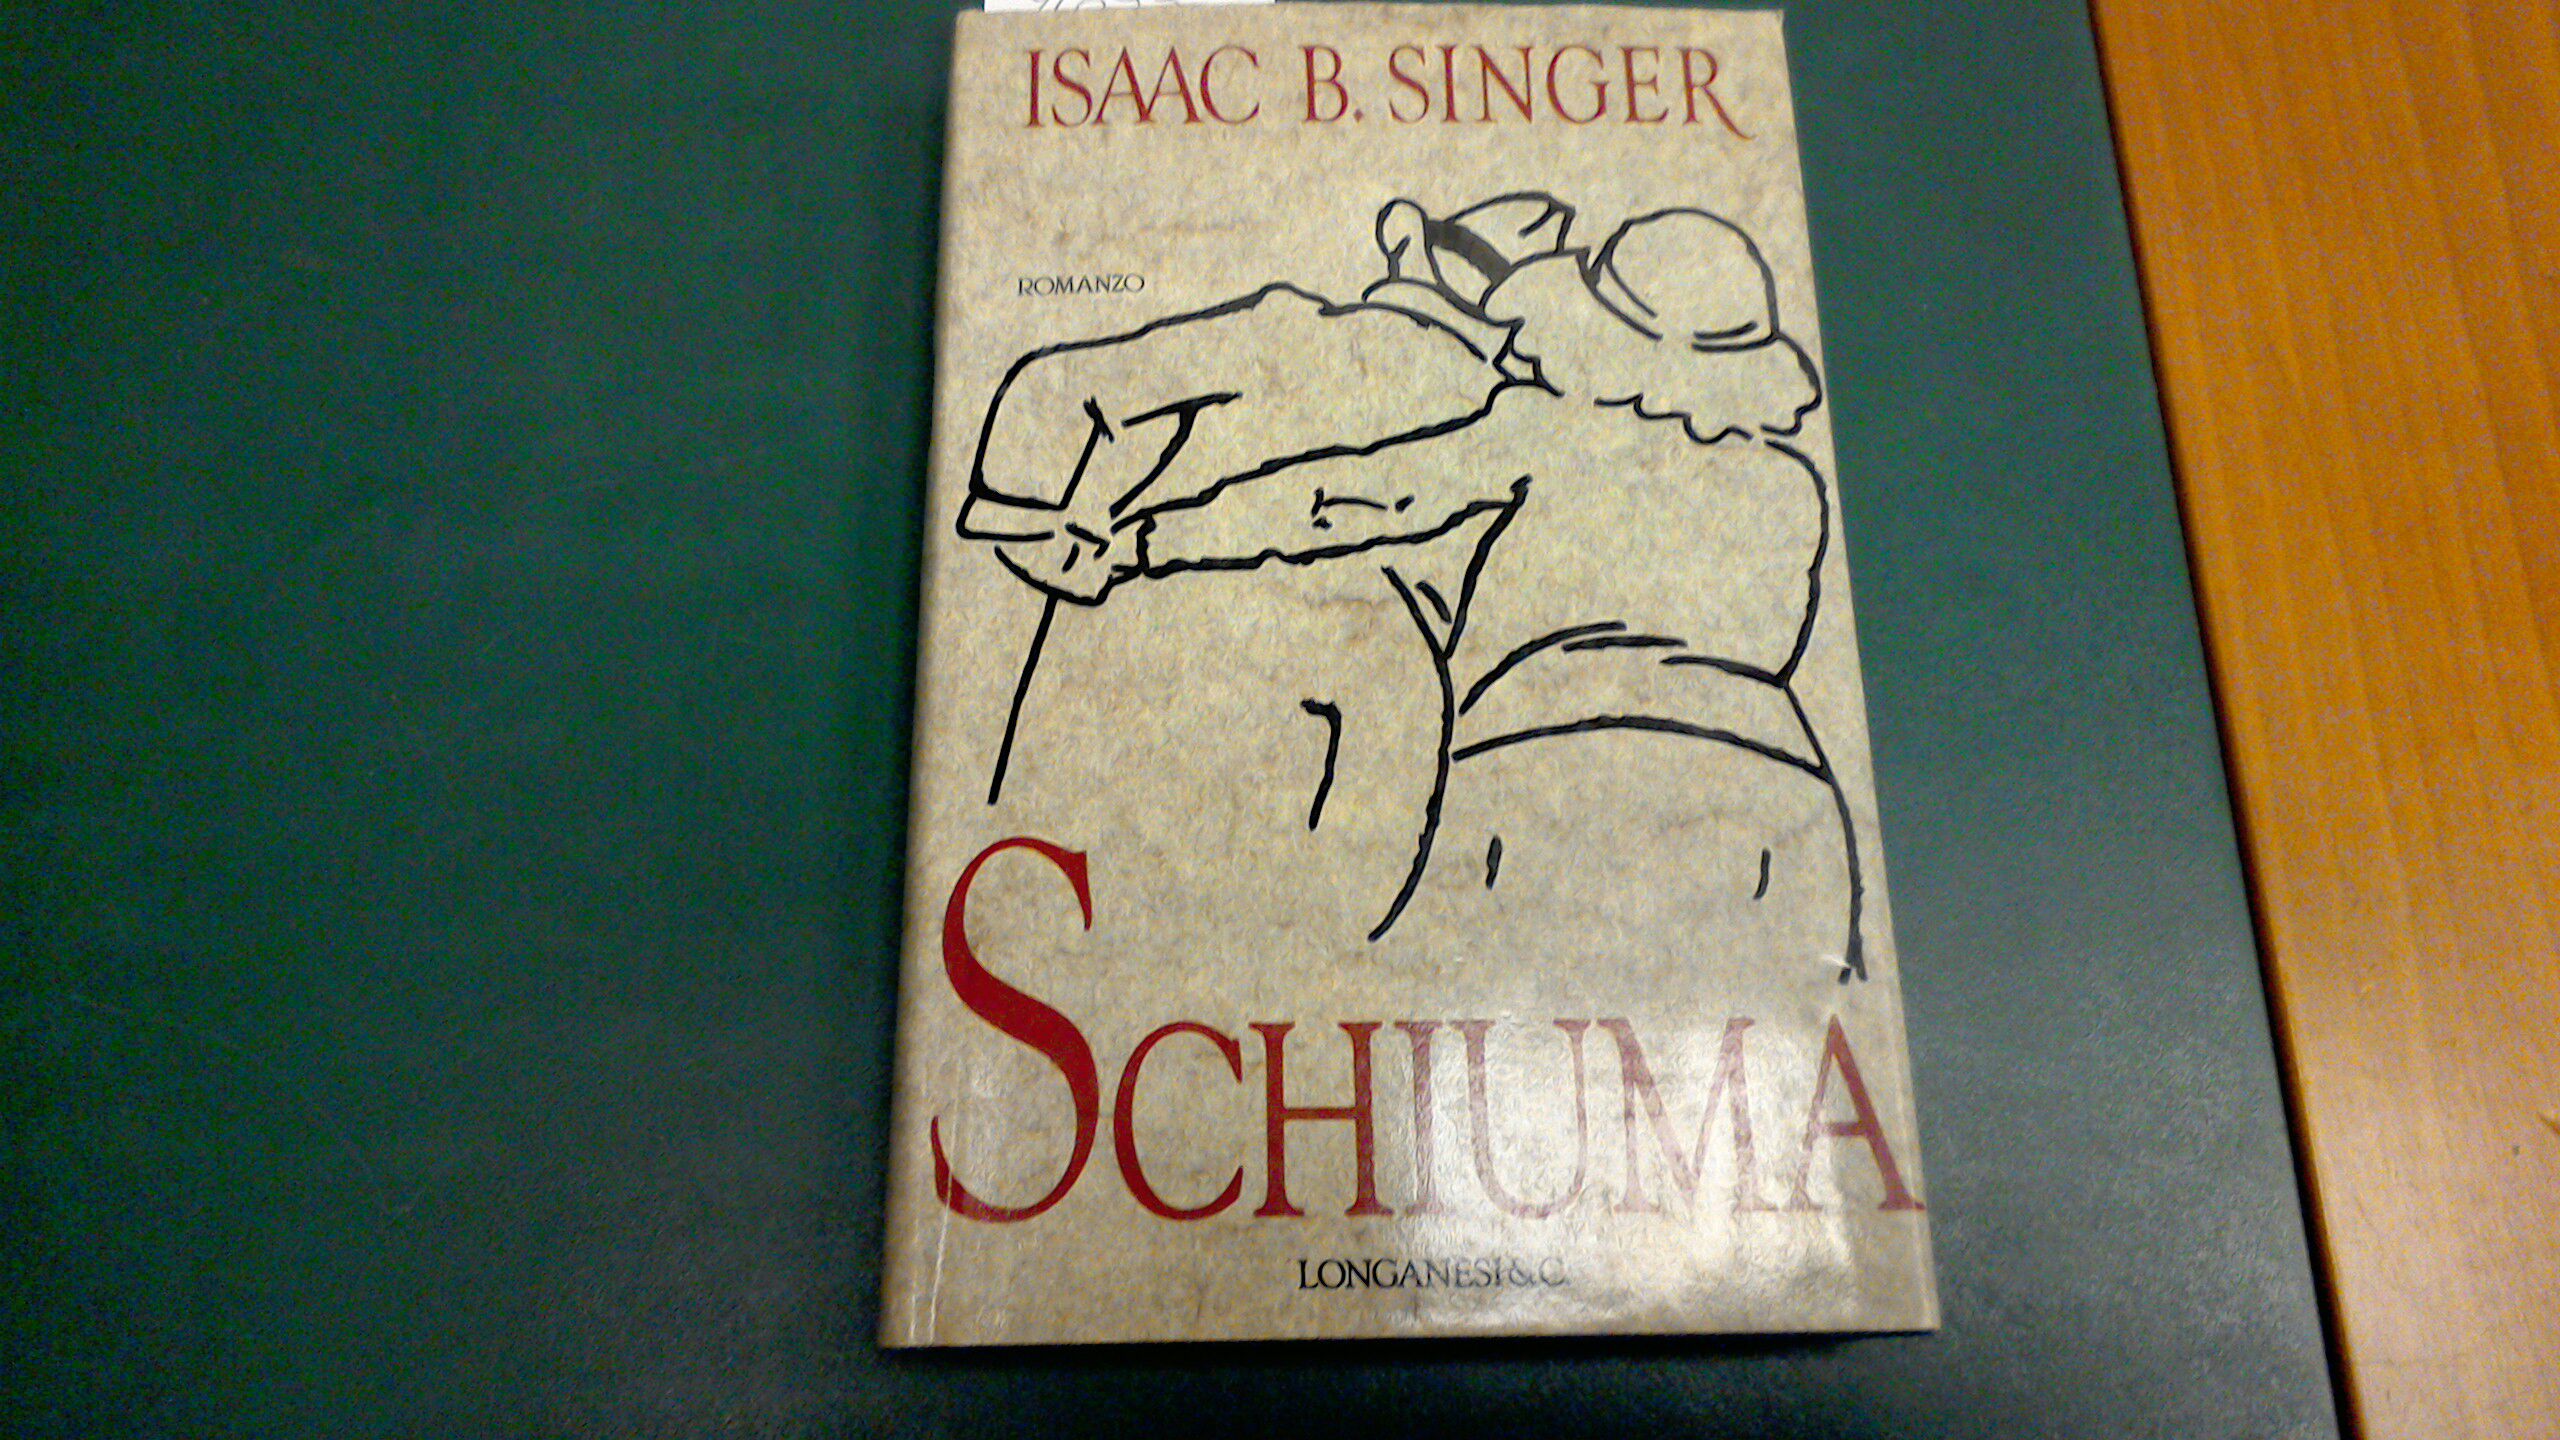 ISAAC B. SINGER
ROMANZO
SCHIUMA
LONGANESI & C.